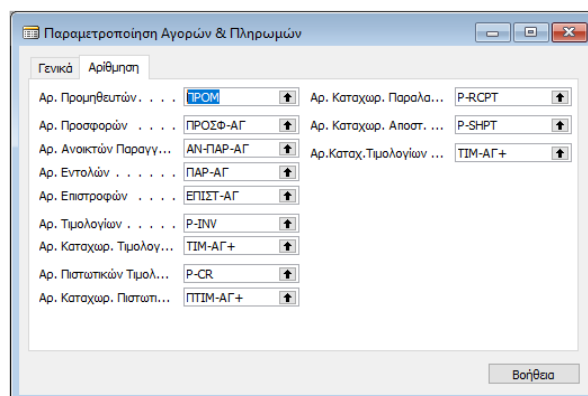 Παραμετροποίηση Αγορών & Πληρωμών
Γενικά Αρίθμηση
Αρ. Προμηθευτών. . . . ΠΡΟΜ
Αρ. Προσφορών . . . . ΠΡΟΣΦ-ΑΓ
Αρ. Ανοικτών Παραγγ... ΑΝ-ΠΑΡ-ΑΓ
Αρ. Εντολών . . . . . . ΠΑΡ-ΑΓ
Αρ. Επιστροφών . . . . ΕΠΙΣΤ-ΑΓ
Αρ. Τιμολογίων . . . . . P-INV
Αρ. Καταχωρ. Τιμολογ... ΤΙΜ-ΑΓ+
Αρ. Πιστωτικών Τιμολ... P-CR
Αρ. Καταχωρ. Πιστωτι... ΠΤΙΜ-ΑΓ+
Αρ. Καταχωρ. Παραλα... P-RCPT
Αρ. Καταχωρ. Αποστ. ... P-SHPT
Αρ.Καταχ.Τιμολογίων ... ΤΙΜ-ΑΓ+
Βοήθεια